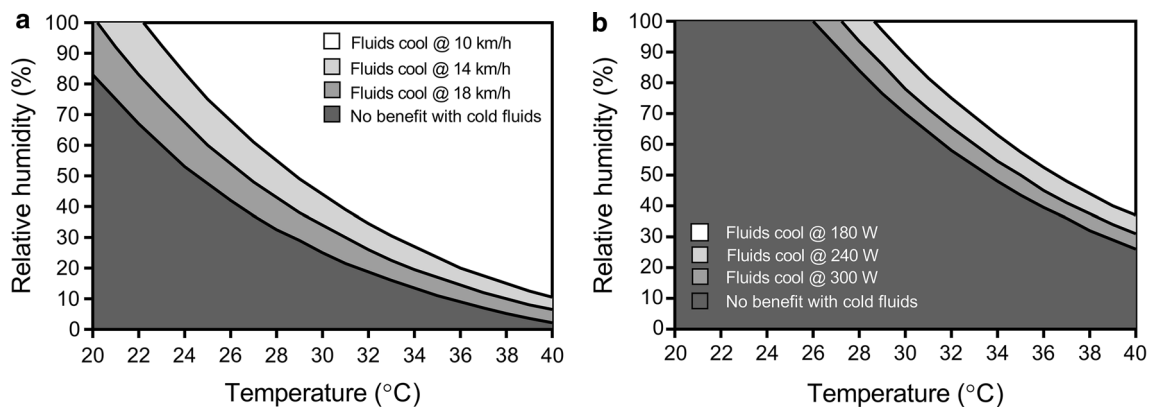 a
Relative humidity (%)
100
90
80
70
60
50
40
30
20
10
0
Fluids cool @ 10 km/h
Fluids cool @ 14 km/h
Fluids cool @ 18 km/h
No benefit with cold fluids
20 22 24 26 28 30 32 34 36 38 40
Temperature (°C)
b
Relative humidity (%)
100
90
80
70
60
50
40
30
20
10
0
Fluids cool @ 180 W
Fluids cool @ 240 W
Fluids cool @ 300 W
No benefit with cold fluids
20 22 24 26 28 30 32 34 36 38 40
Temperature (°C)